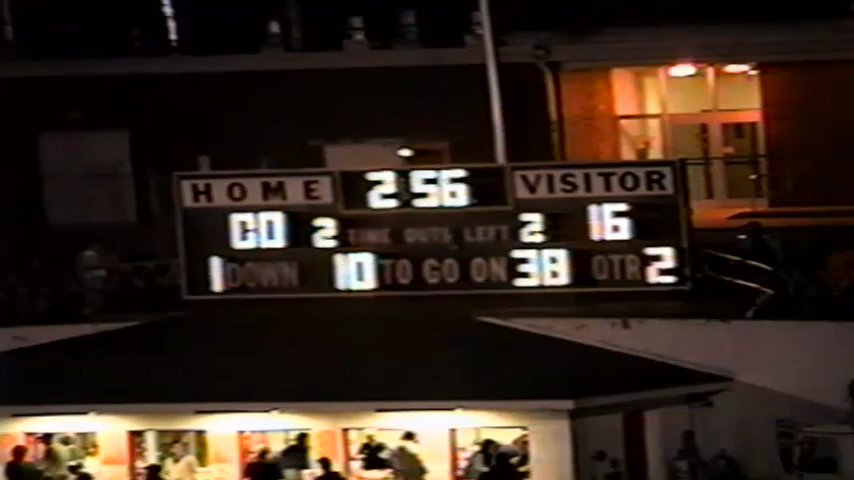 HOME 2 56 VISITOR
2 TIME OUTS LEFT 2 16
1 DOWN 10 TO GO ON 38 QTR 2